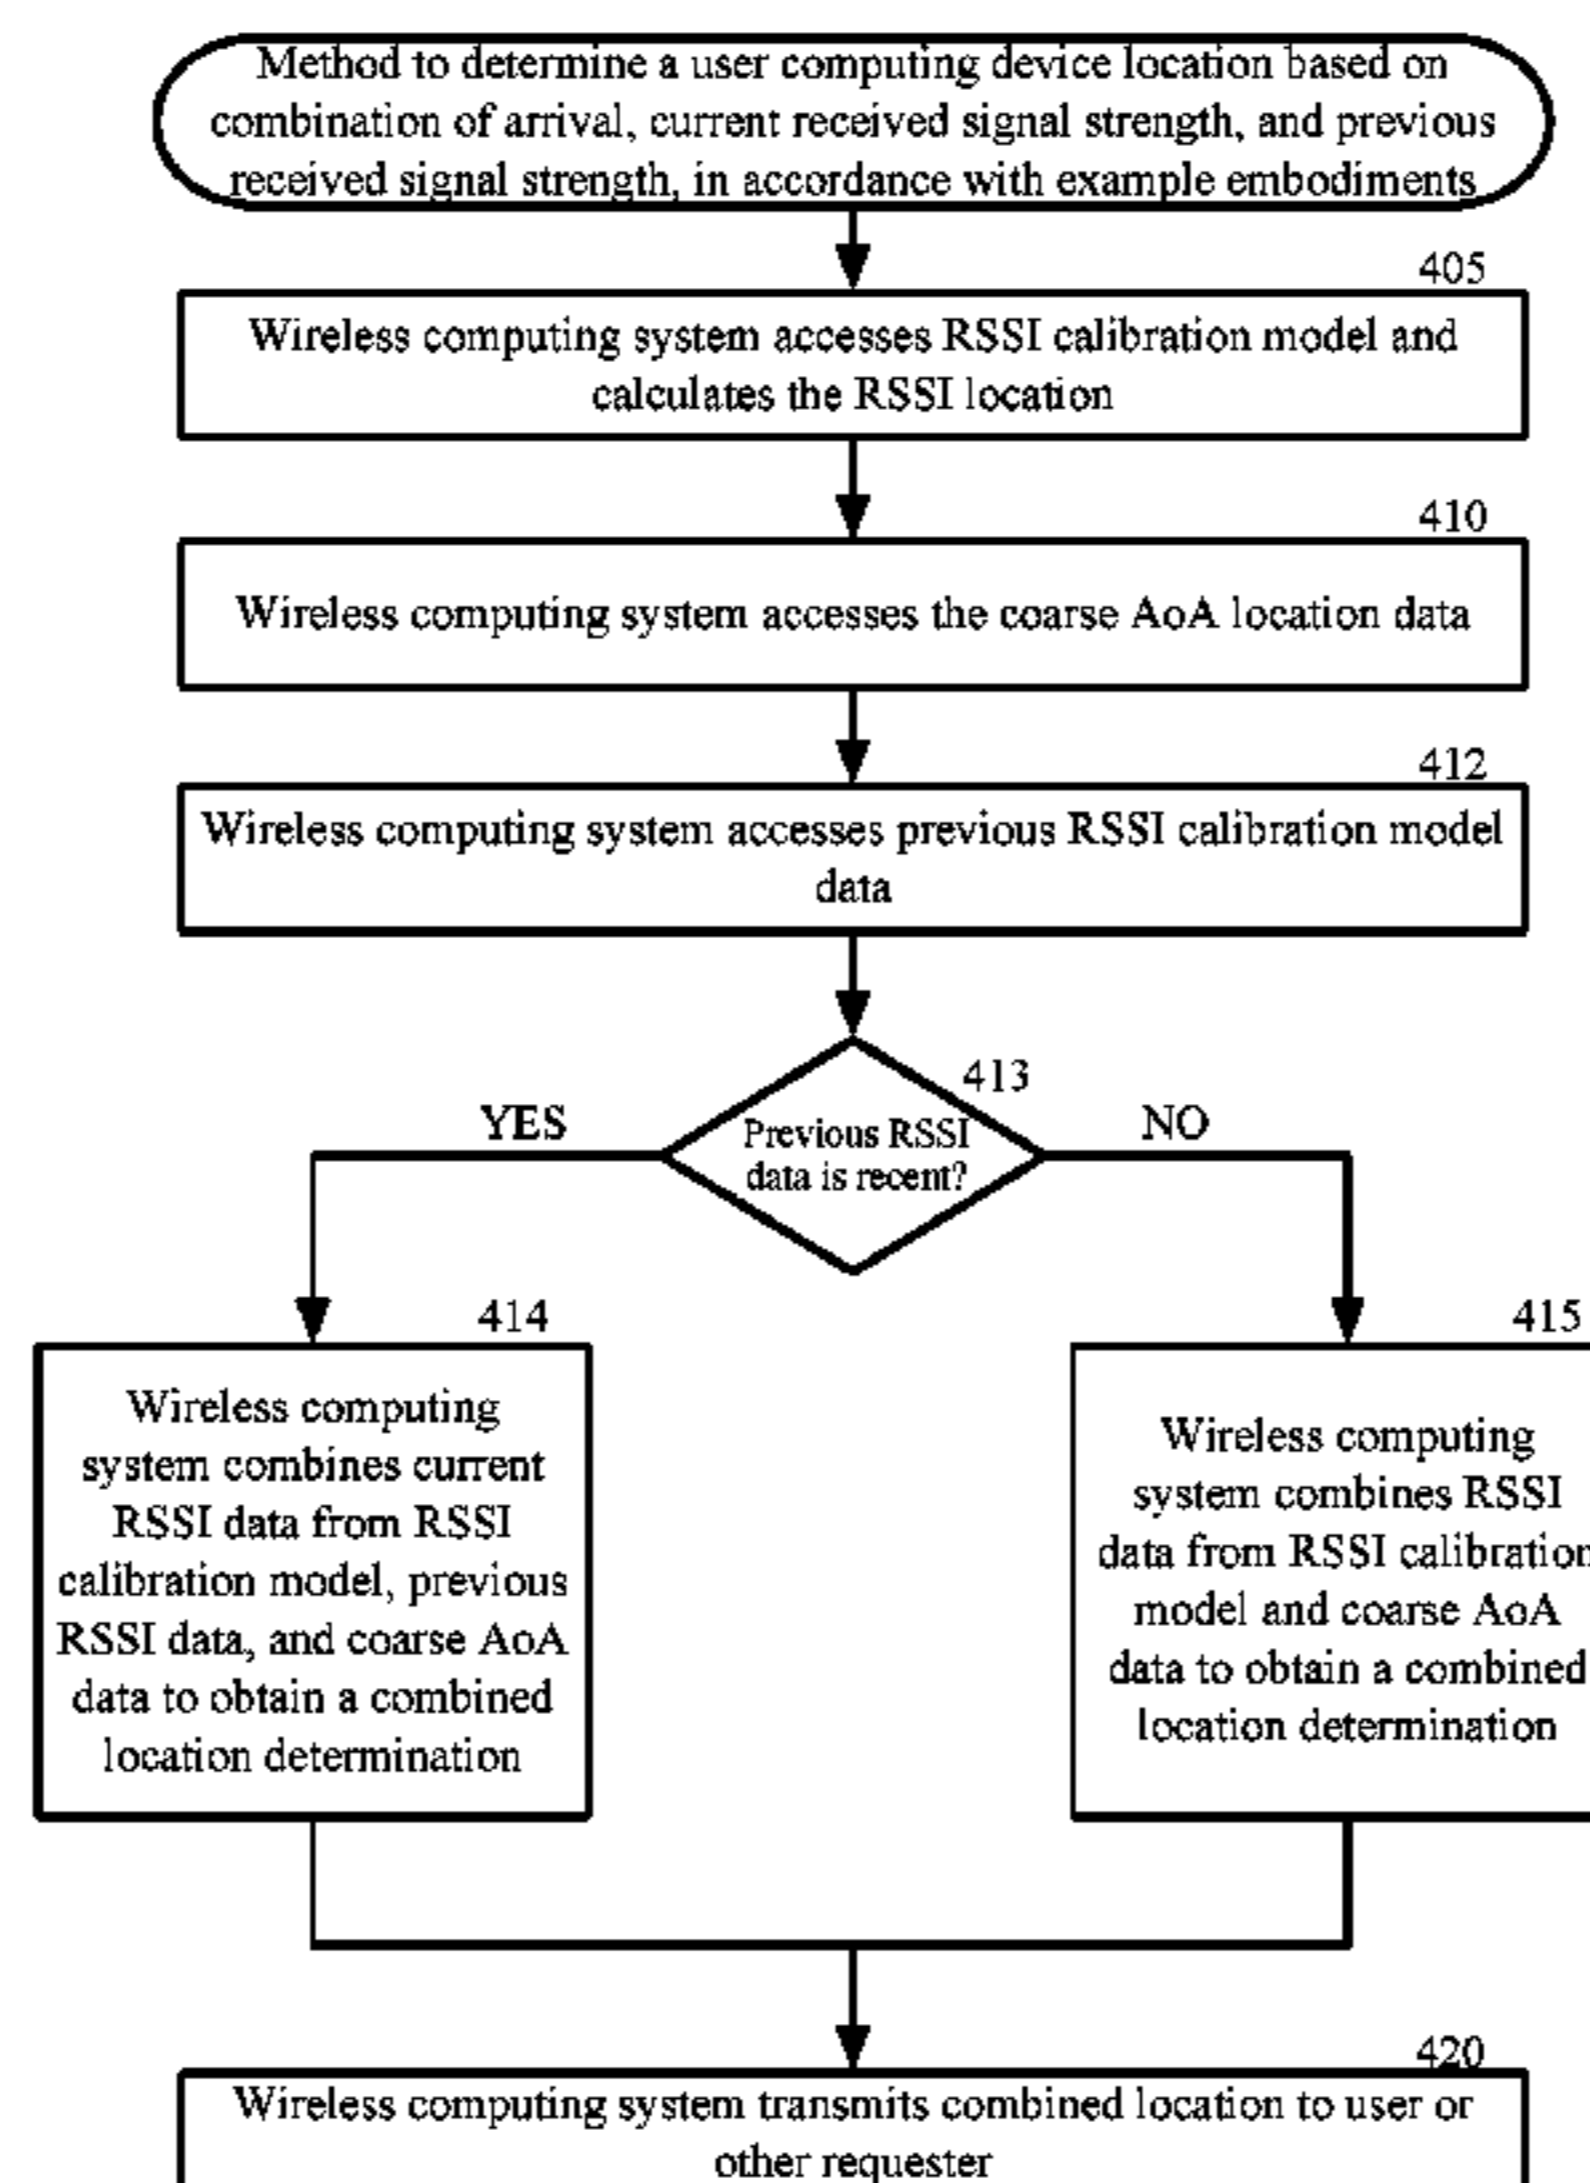 Method to determine a user computing device location based on
combination of arrival, current received signal strength, and previous
received signal strength, in accordance with example embodiments
405
Wireless computing system accesses RSSI calibration model and
calculates the RSSI location
410
Wireless computing system accesses the coarse AoA location data
412
Wireless computing system accesses previous RSSI calibration model
data
413
YES
NO
Previous RSSI
data is recent?
414
Wireless computing
system combines current
RSSI data from RSSI
calibration model, previous
RSSI data, and coarse AoA
data to obtain a combined
location determination
415
Wireless computing
system combines RSSI
data from RSSI calibration
model and coarse AoA
data to obtain a combined
location determination
420
Wireless computing system transmits combined location to user or
other requester